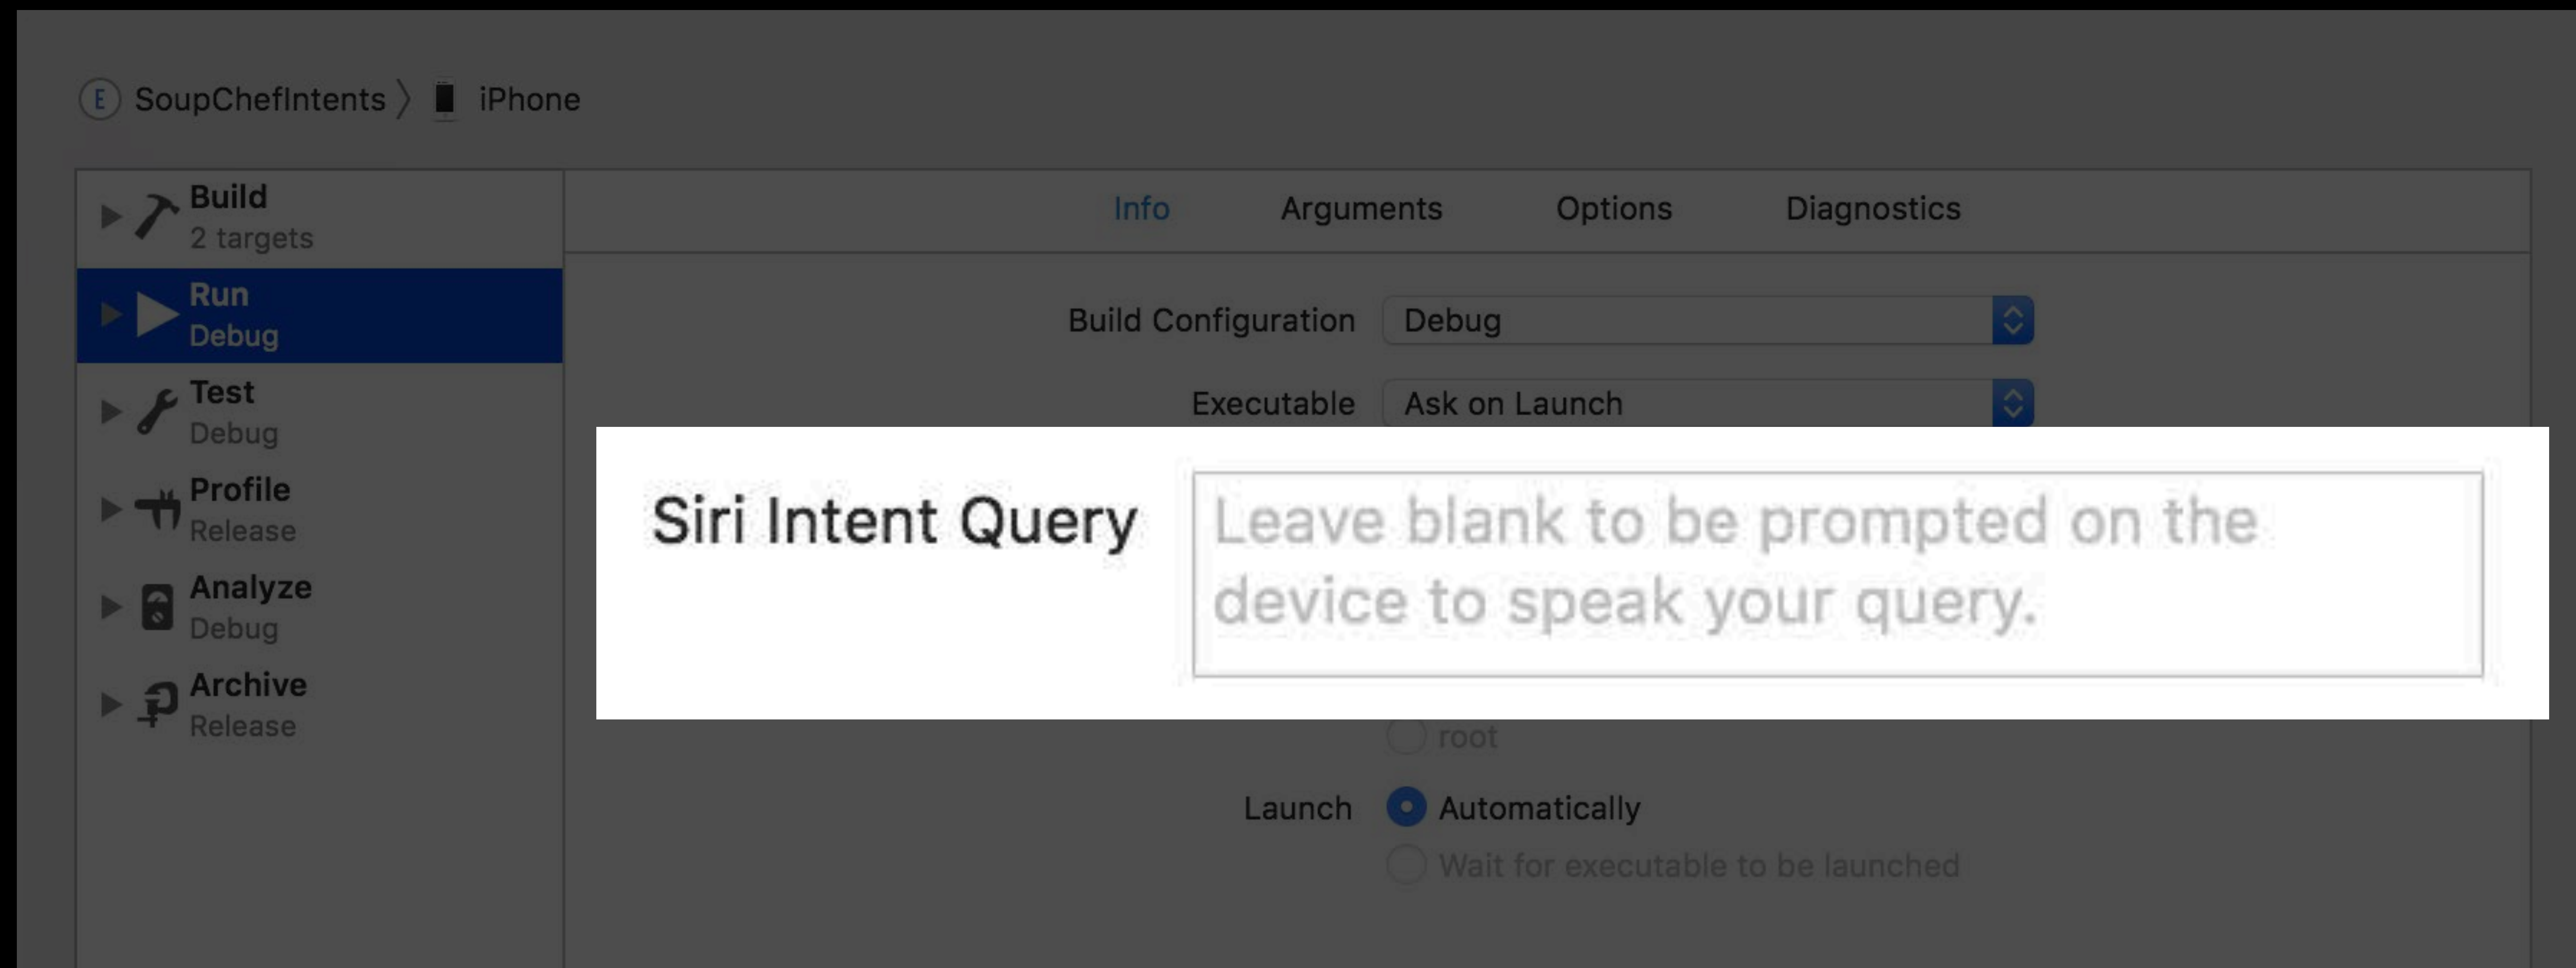 E SoupChefIntents iPhone
Build
2 targets
Run
Debug
Test
Debug
Profile
Release
Analyze
Debug
Archive
Release
Info Arguments Options Diagnostics
Build Configuration Debug
Executable Ask on Launch
Siri Intent Query Leave blank to be prompted on the
device to speak your query.
root
Launch Automatically
Wait for executable to be launched